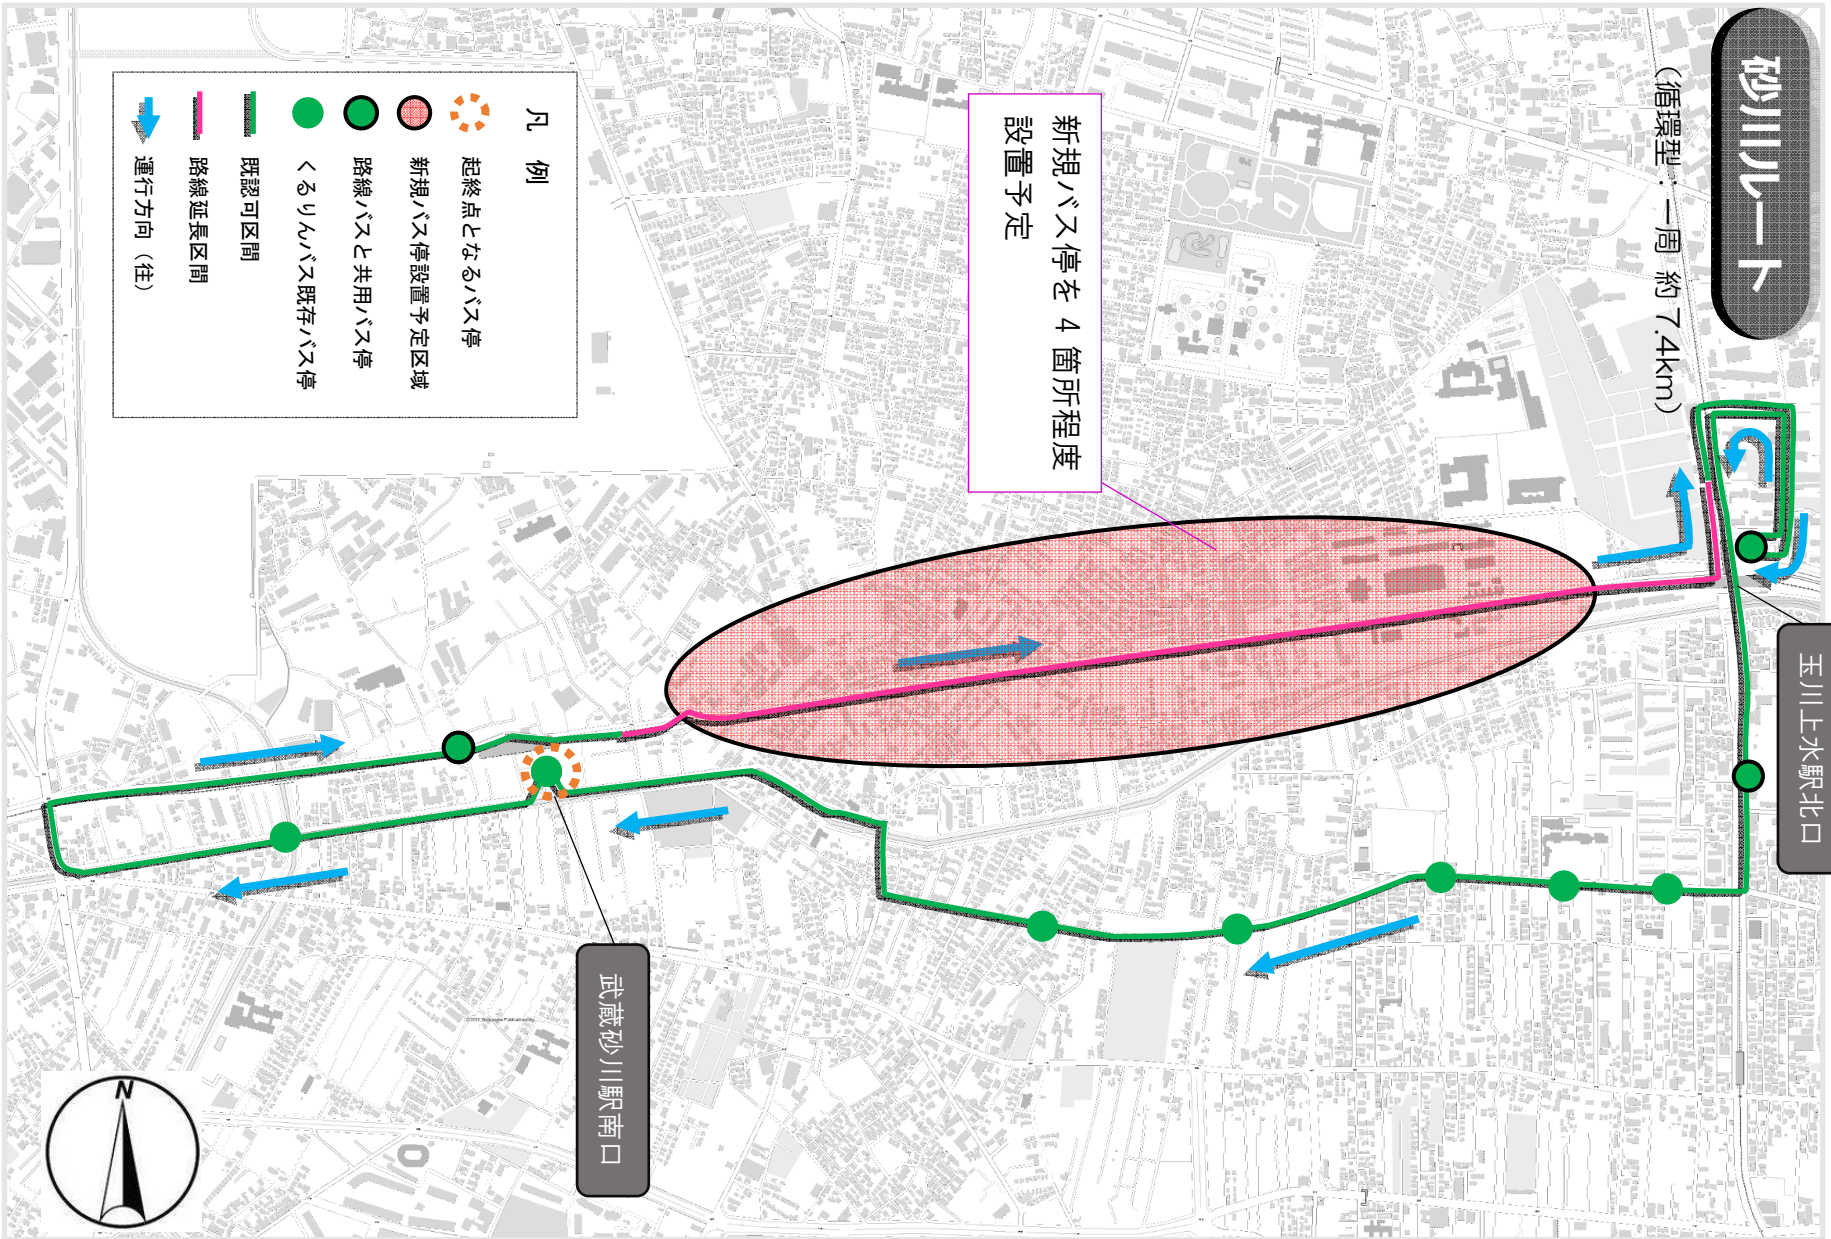 砂川ルート
（循環型：一周 約 7.4km）
新規バス停を 4 箇所程度
設置予定
凡 例
起終点となるバス停
新規バス停設置予定区域
路線バスと共用バス停
くるりんバス既存バス停
既認可区間
路線延長区間
運行方向（往）
玉川上水駅北口
武蔵砂川駅南口
N